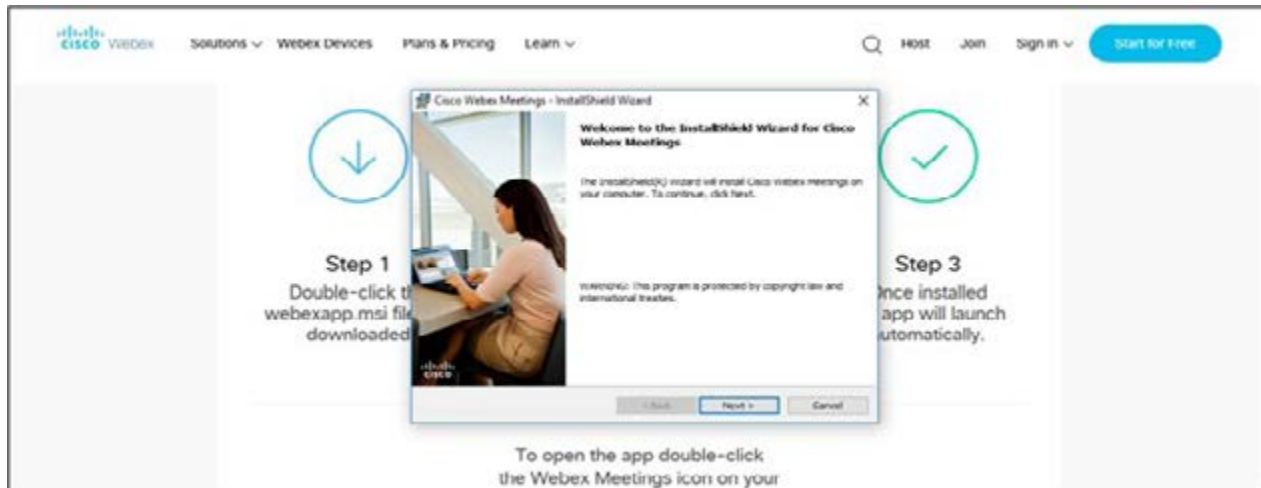 cisco Webex Solutions Webex Devices Plans & Pricing Learn Host Join Sign in Start for Free
Cisco Webex Meetings - InstallShield Wizard
Welcome to the InstallShield Wizard for Cisco
Webex Meetings
The InstallShield(R) Wizard will install Cisco Webex Meetings on
your computer. To continue, click Next.
WARNING: This program is protected by copyright law and
international treaties.
cisco
< Back Next > Cancel
Step 1
Double-click
webexapp.msi
downloaded
Step 3
installed
app will launch
To open the app double-click
the Webex Meetings icon on your